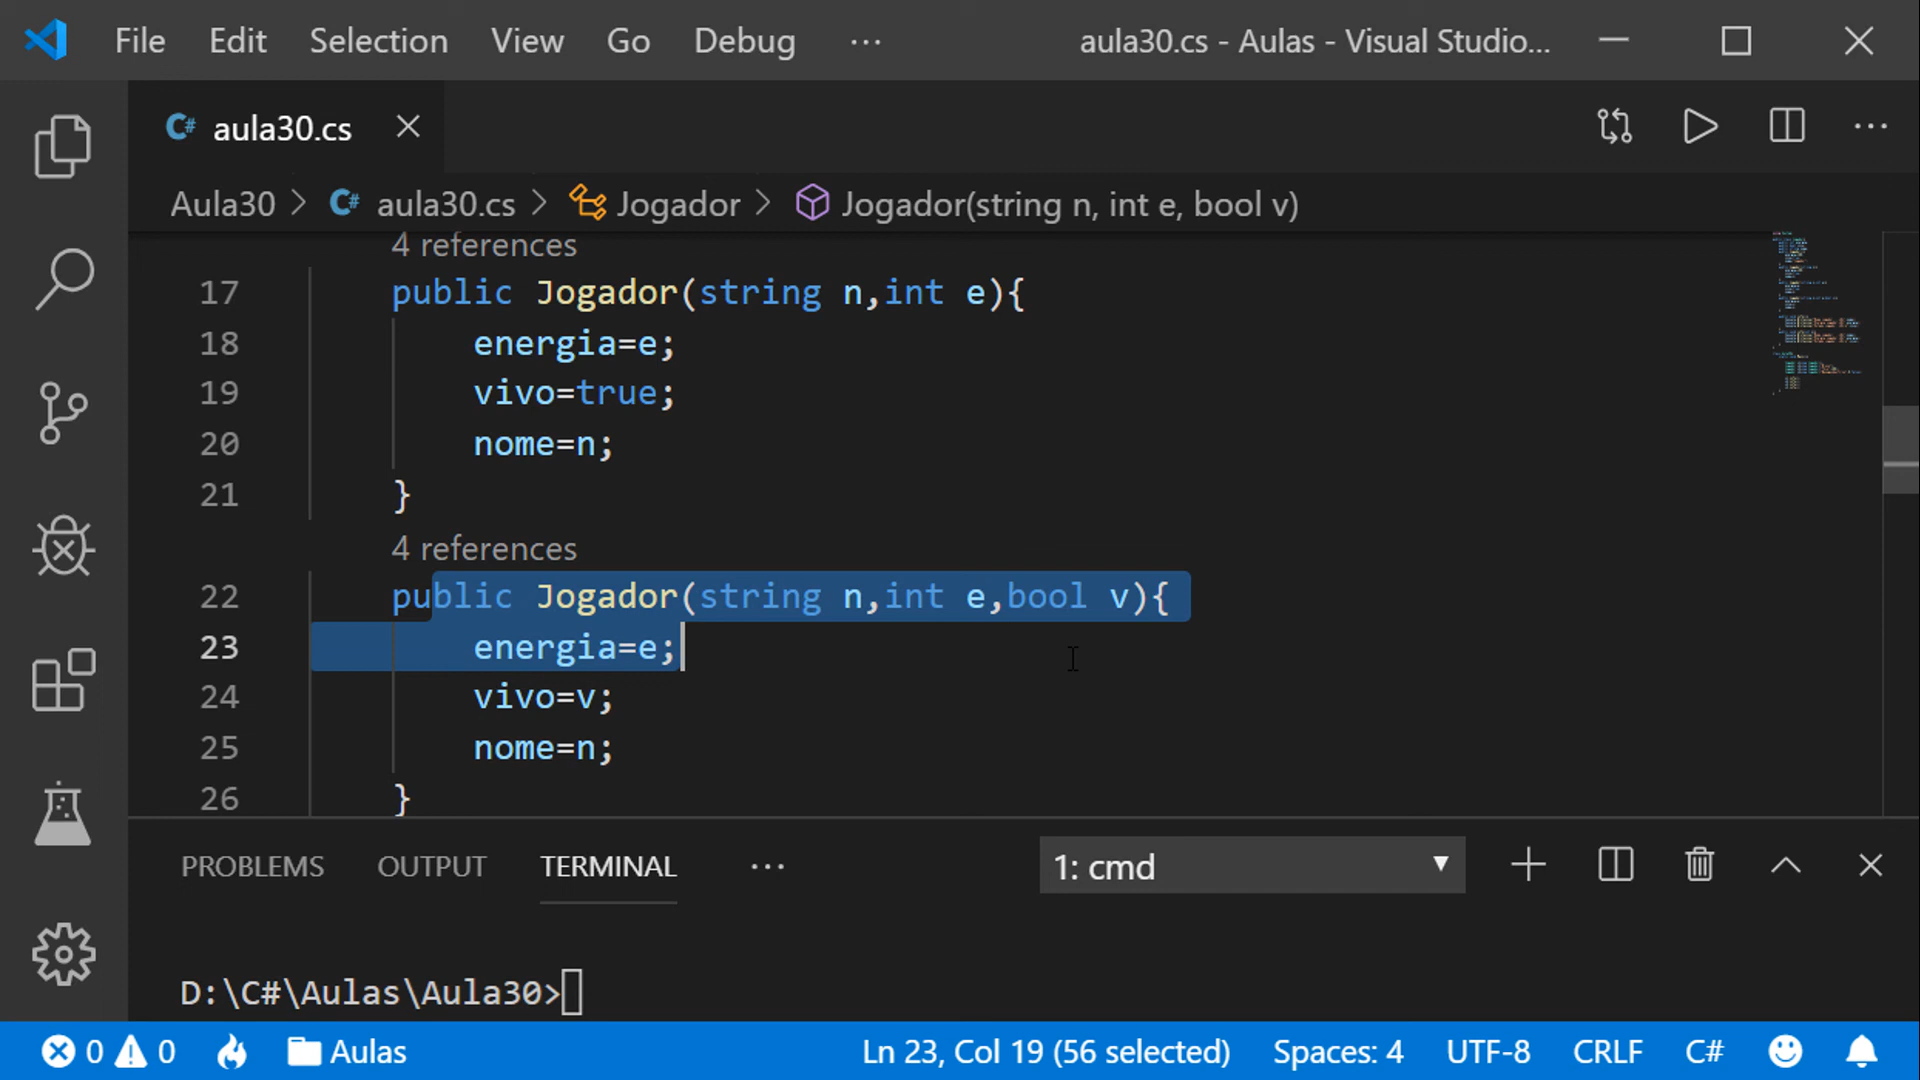 File Edit Selection View Go Debug ··· aula30.cs - Aulas - Visual Studio...
C# aula30.cs
Aula30 > C# aula30.cs > Jogador > Jogador(string n, int e, bool v)
4 references
17 public Jogador(string n,int e){
18 energia=e;
19 vivo=true;
20 nome=n;
21 }
4 references
22 public Jogador(string n,int e,bool v){
23 energia=e;
24 vivo=v;
25 nome=n;
26 }
PROBLEMS OUTPUT TERMINAL ··· 1: cmd
D:\C#\Aulas\Aula30>
0 0 Aulas Ln 23, Col 19 (56 selected) Spaces: 4 UTF-8 CRLF C#